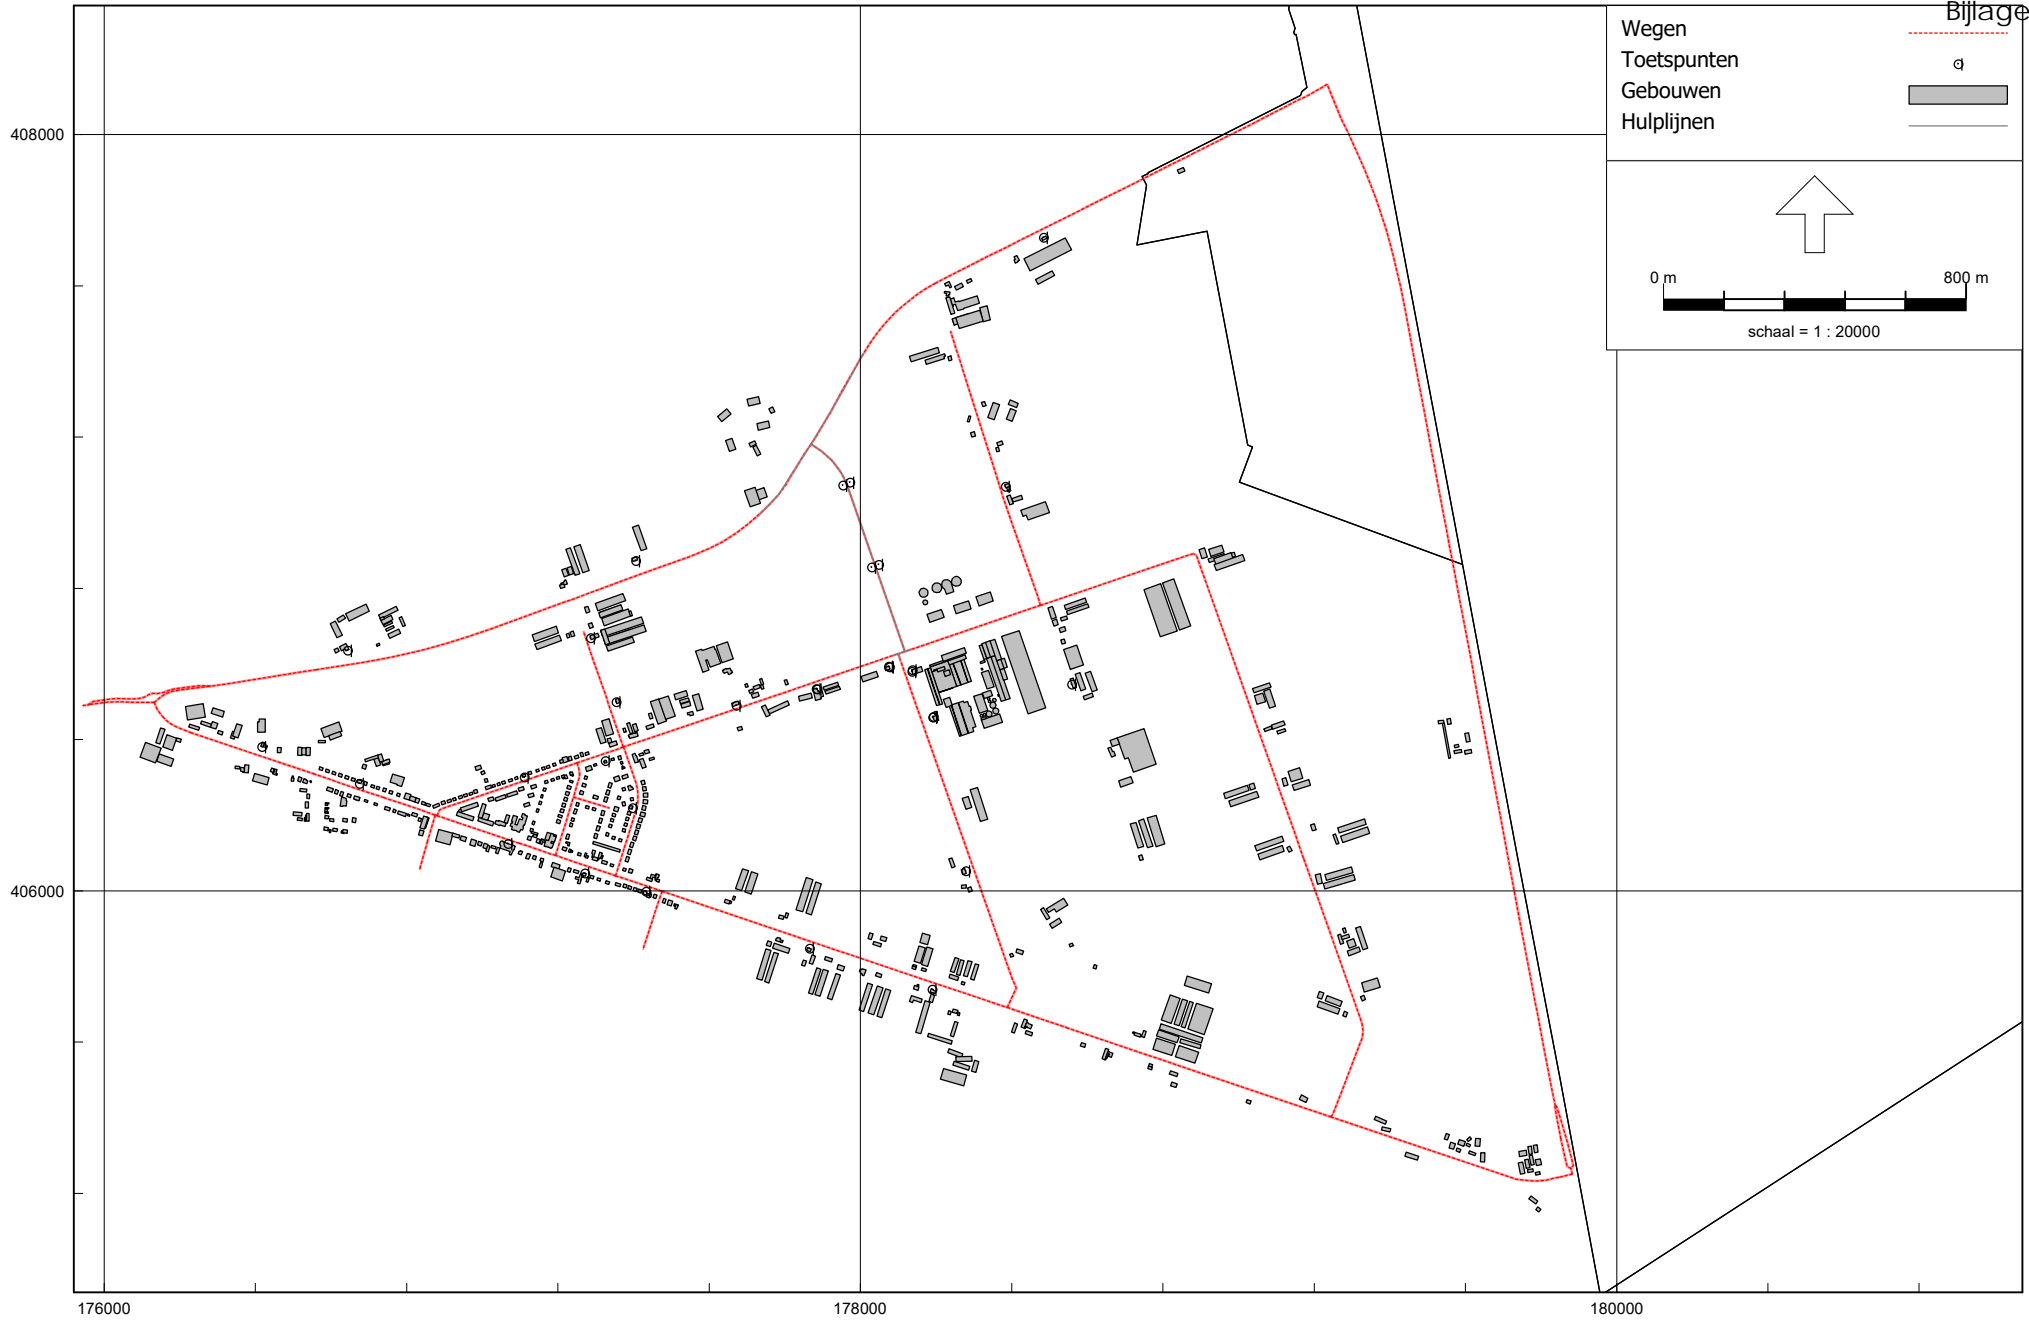 Bijlage
Wegen
Toetspunten
Gebouwen
Hulplijnen
0 m 800 m
schaal = 1 : 20000
408000
406000
176000 178000 180000